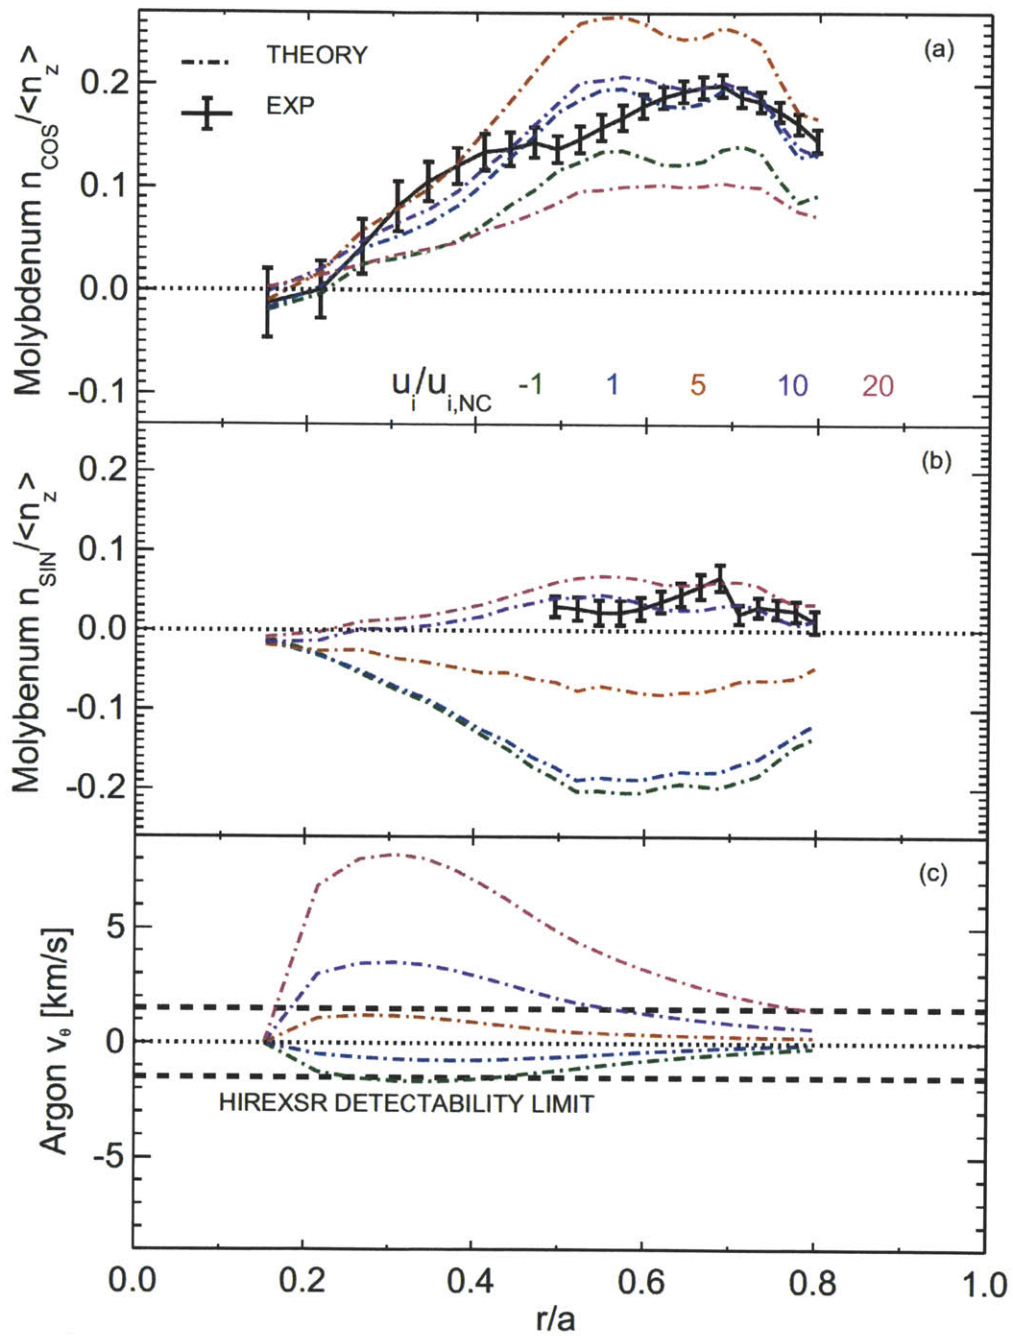 (a)
THEORY
EXP
Molybdenum n_COS/<n_z>
0.2
0.1
0.0
-0.1
u_i/u_i,NC -1 1 5 10 20
(b)
Molybenum n_SIN/<n_z>
0.2
0.1
0.0
-0.1
-0.2
(c)
Argon v_θ [km/s]
5
0
-5
HIREXSR DETECTABILITY LIMIT
0.0 0.2 0.4 0.6 0.8 1.0
r/a